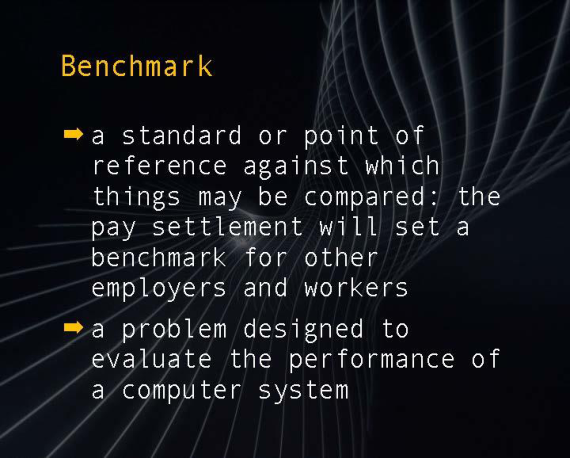 Benchmark
a standard or point of
reference against which
things may be compared: the
pay settlement will set a
benchmark for other
employers and workers
a problem designed to
evaluate the performance of
a computer system